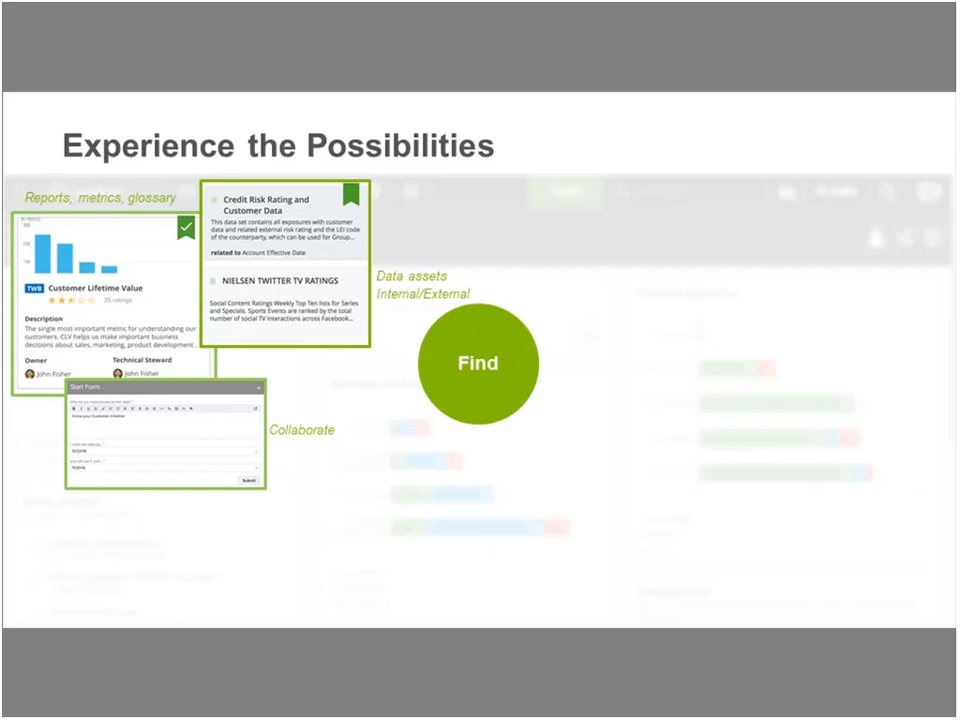 Experience the Possibilities
Reports, metrics, glossary
TWB Customer Lifetime Value
35 ratings
Description
The single most important metric for understanding our
customers. CLV helps us make important business
decisions about sales, marketing, product development ..
Owner
Technical Steward
John Fisher
John Fisher
Credit Risk Rating and
Customer Data
This data set contains all exposures with customer
data and related external risk rating and the LEI code
of the counterparty, which can be used for Group...
related to Account Effective Date
NIELSEN TWITTER TV RATINGS
Social Content Ratings Weekly Top Ten lists for Series
and Specials. Sports Events are ranked by the total
number of social TV interactions across Facebook...
Data assets
Internal/External
Find
Start Form
Know your Customer Initiative
Submit
Collaborate